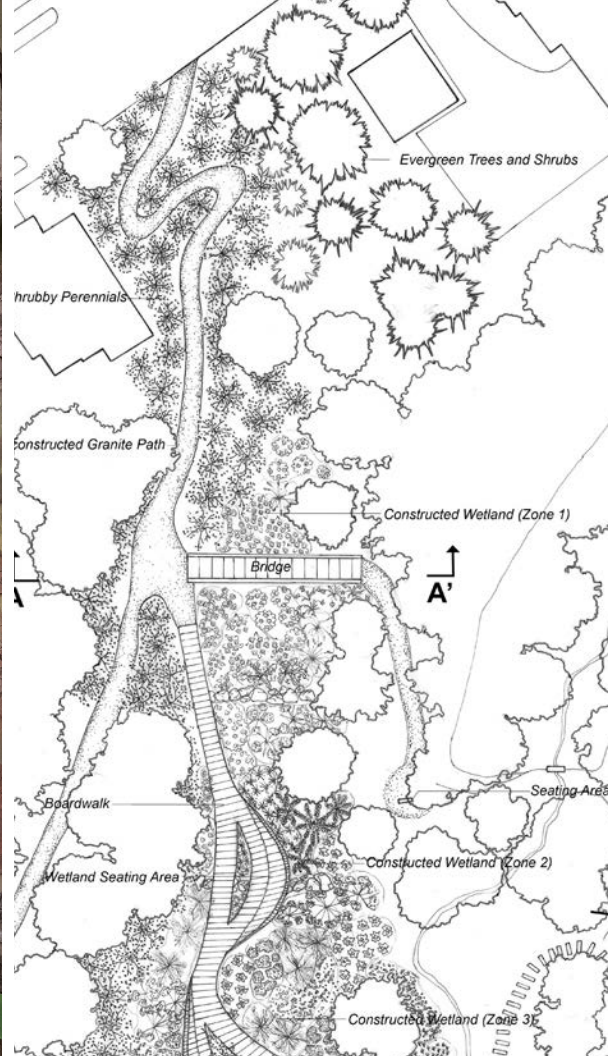 Evergreen Trees and Shrubs
hrubby Perennials
onstructed Granite Path
Constructed Wetland (Zone 1)
Bridge
A
A'
Seating Area
Boardwalk
Constructed Wetland (Zone 2)
Wetland Seating Area
Constructed Wetland (Zone 3)